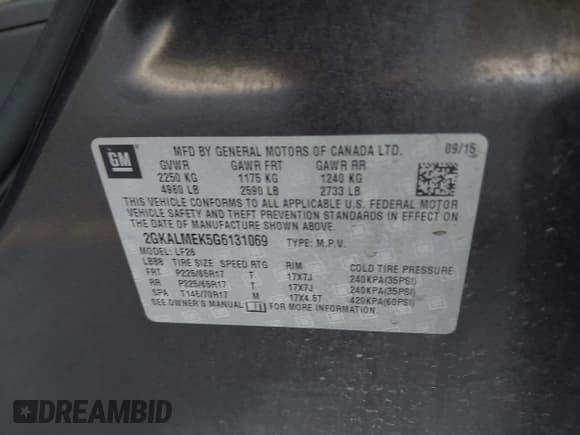 GM
MFD BY GENERAL MOTORS OF CANADA LTD. 09/15
GVWR GAWR FRT GAWR RR
2250 KG 1175 KG 1240 KG
4960 LB 2590 LB 2733 LB
THIS VEHICLE CONFORMS TO ALL APPLICABLE U.S. FEDERAL MOTOR
VEHICLE SAFETY AND THEFT PREVENTION STANDARDS IN EFFECT ON
THE DATE OF MANUFACTURE SHOWN ABOVE.
2GKALMEK5G6131069 TYPE: M.P.V.
MODEL: LF26
LBBB TIRE SIZE SPEED RTG RIM COLD TIRE PRESSURE
FRT P225/65R17 T 17X7J 240KPA(35PSI)
RR P225/65R17 T 17X7J 240KPA(35PSI)
SPA T145/70R17 M 17X4.5T 420KPA(60PSI)
SEE OWNER'S MANUAL FOR MORE INFORMATION.
DREAMBID